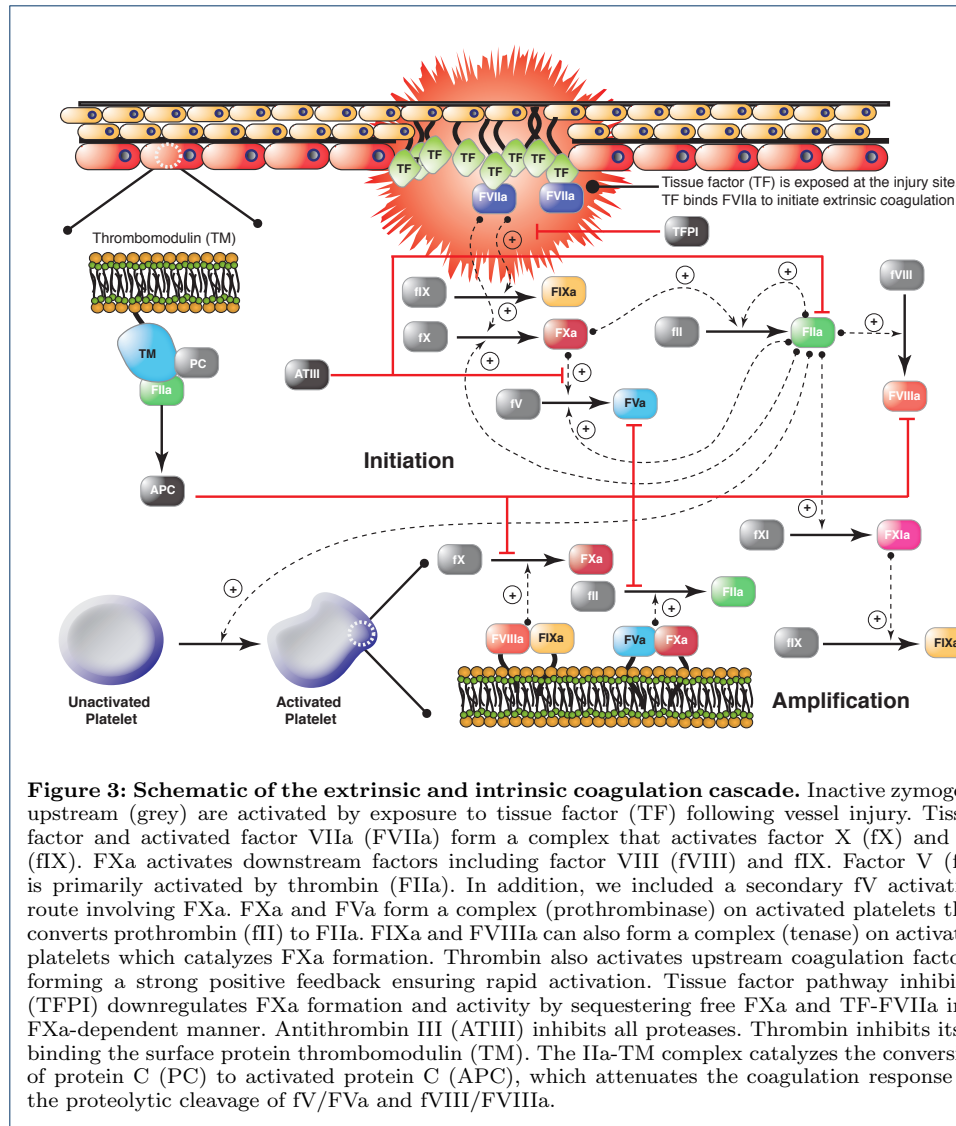 TF TF TF TF TF TF TF
FVIIa FVIIa
Tissue factor (TF) is exposed at the injury site
TF binds FVIIa to initiate extrinsic coagulation
TFPI
Thrombomodulin (TM)
+
fVIII
fIX FIXa
+ +
+
fX FXa fII FIIa +
TM PC
FIIa
+
ATIII
+
fV FVa FVIIIa
+
Initiation
APC
+
fXI FXIa
fX FXa
fII FIIa
+ + + +
FVIIIa FIXa FVa FXa
fIX FIXa
Unactivated
Platelet
Activated
Platelet
Amplification
Figure 3: Schematic of the extrinsic and intrinsic coagulation cascade. Inactive zymoge
upstream (grey) are activated by exposure to tissue factor (TF) following vessel injury. Tiss
factor and activated factor VIIa (FVIIa) form a complex that activates factor X (fX) and
(fIX). FXa activates downstream factors including factor VIII (fVIII) and fIX. Factor V (f
is primarily activated by thrombin (FIIa). In addition, we included a secondary fV activati
route involving FXa. FXa and FVa form a complex (prothrombinase) on activated platelets th
converts prothrombin (fII) to FIIa. FIXa and FVIIIa can also form a complex (tenase) on activat
platelets which catalyzes FXa formation. Thrombin also activates upstream coagulation facto
forming a strong positive feedback ensuring rapid activation. Tissue factor pathway inhibi
(TFPI) downregulates FXa formation and activity by sequestering free FXa and TF-FVIIa i
FXa-dependent manner. Antithrombin III (ATIII) inhibits all proteases. Thrombin inhibits its
binding the surface protein thrombomodulin (TM). The IIa-TM complex catalyzes the conversi
of protein C (PC) to activated protein C (APC), which attenuates the coagulation response
the proteolytic cleavage of fV/FVa and fVIII/FVIIIa.